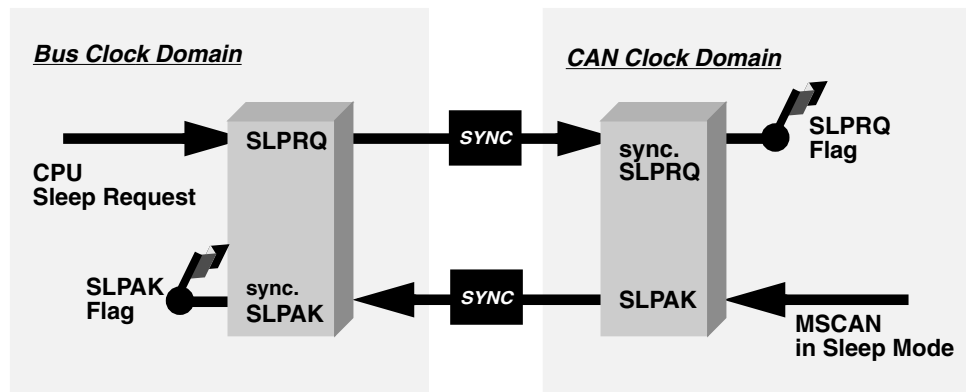 Bus Clock Domain
CAN Clock Domain
SLPRQ
SYNC
sync.
SLPRQ
SLPRQ
Flag
CPU
Sleep Request
SLPAK
Flag
sync.
SLPAK
SYNC
SLPAK
MSCAN
in Sleep Mode